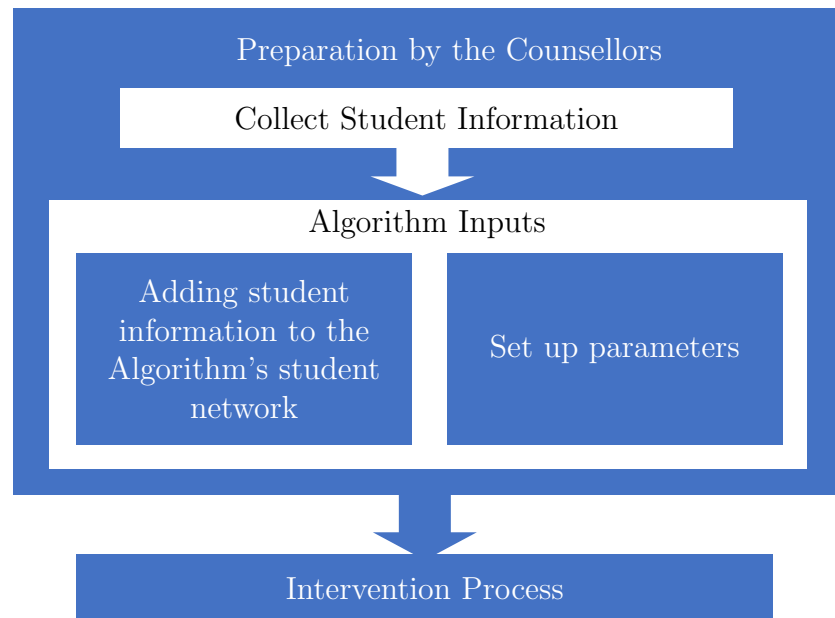 Preparation by the Counsellors
Collect Student Information
Algorithm Inputs
Adding student
information to the
Algorithm's student
network
Set up parameters
Intervention Process